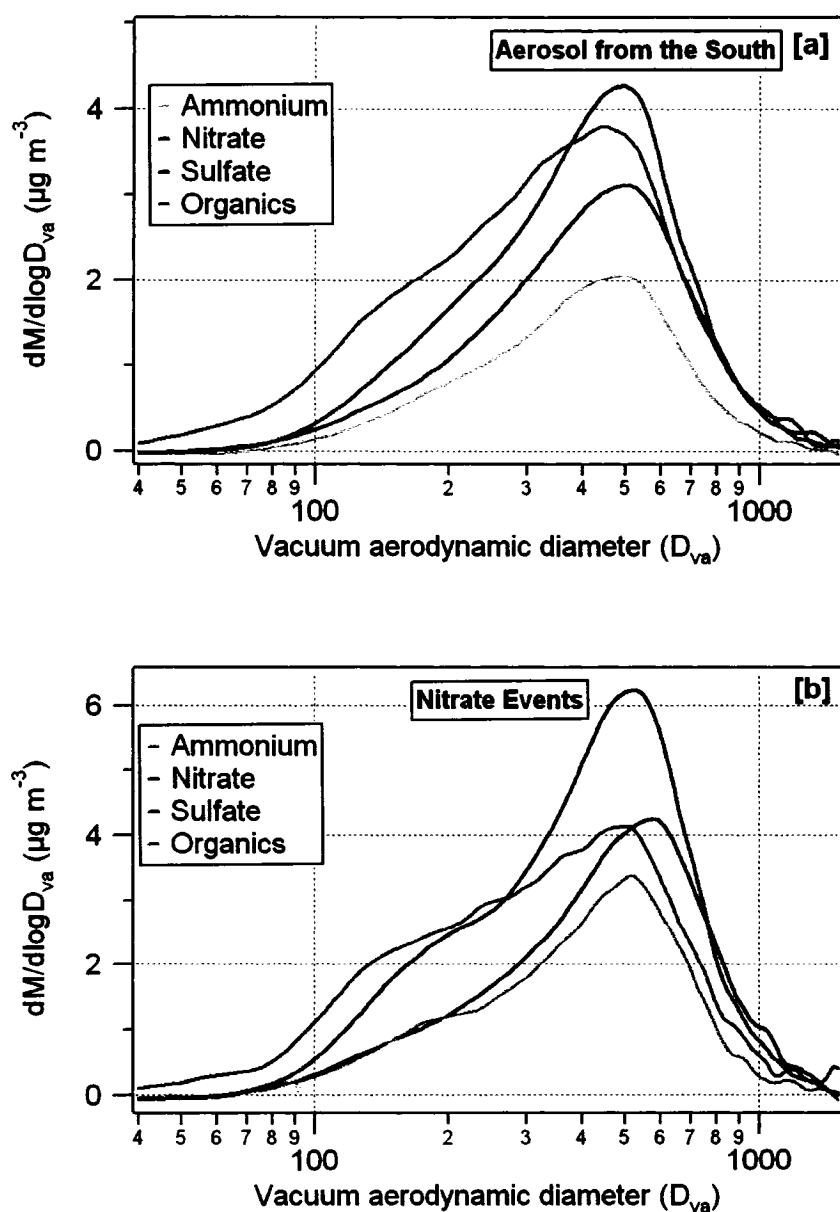 Aerosol from the South [a]
Ammonium
Nitrate
Sulfate
Organics
dM/dlogDva (µg m-3)
4
2
0
4 5 6 7 8 9 100 2 3 4 5 6 7 8 9 1000
Vacuum aerodynamic diameter (Dva)
Nitrate Events [b]
Ammonium
Nitrate
Sulfate
Organics
dM/dlogDva (µg m-3)
6
4
2
0
4 5 6 7 8 9 100 2 3 4 5 6 7 8 9 1000
Vacuum aerodynamic diameter (Dva)